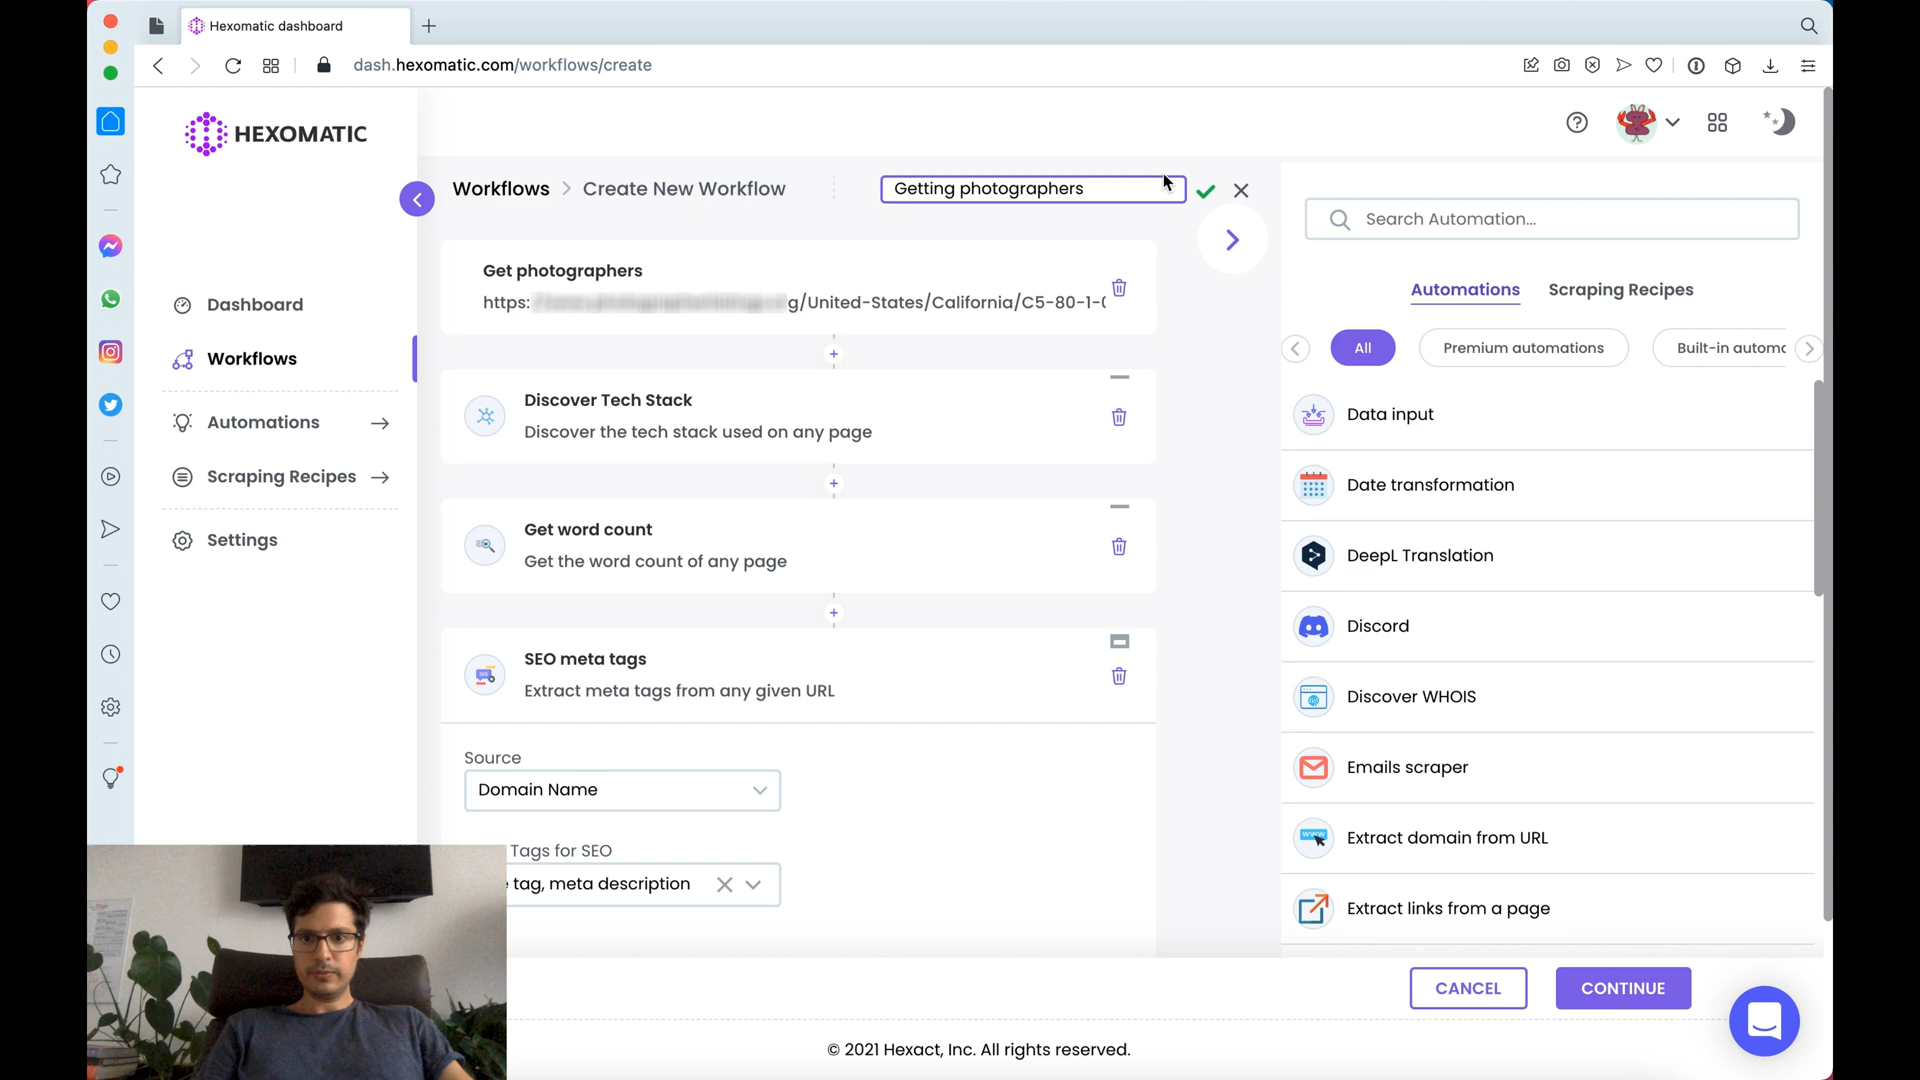 Hexomatic dashboard
dash.hexomatic.com/workflows/create
HEXOMATIC
Workflows > Create New Workflow
Getting photographers
Search Automation...
Automations
Scraping Recipes
All
Premium automations
Built-in automa
Dashboard
Workflows
Automations
Scraping Recipes
Settings
Get photographers
https: g/United-States/California/C5-80-1-
Discover Tech Stack
Discover the tech stack used on any page
Get word count
Get the word count of any page
SEO meta tags
Extract meta tags from any given URL
Source
Domain Name
Tags for SEO
tag, meta description
Data input
Date transformation
DeepL Translation
Discord
Discover WHOIS
Emails scraper
www
Extract domain from URL
Extract links from a page
CANCEL
CONTINUE
© 2021 Hexact, Inc. All rights reserved.